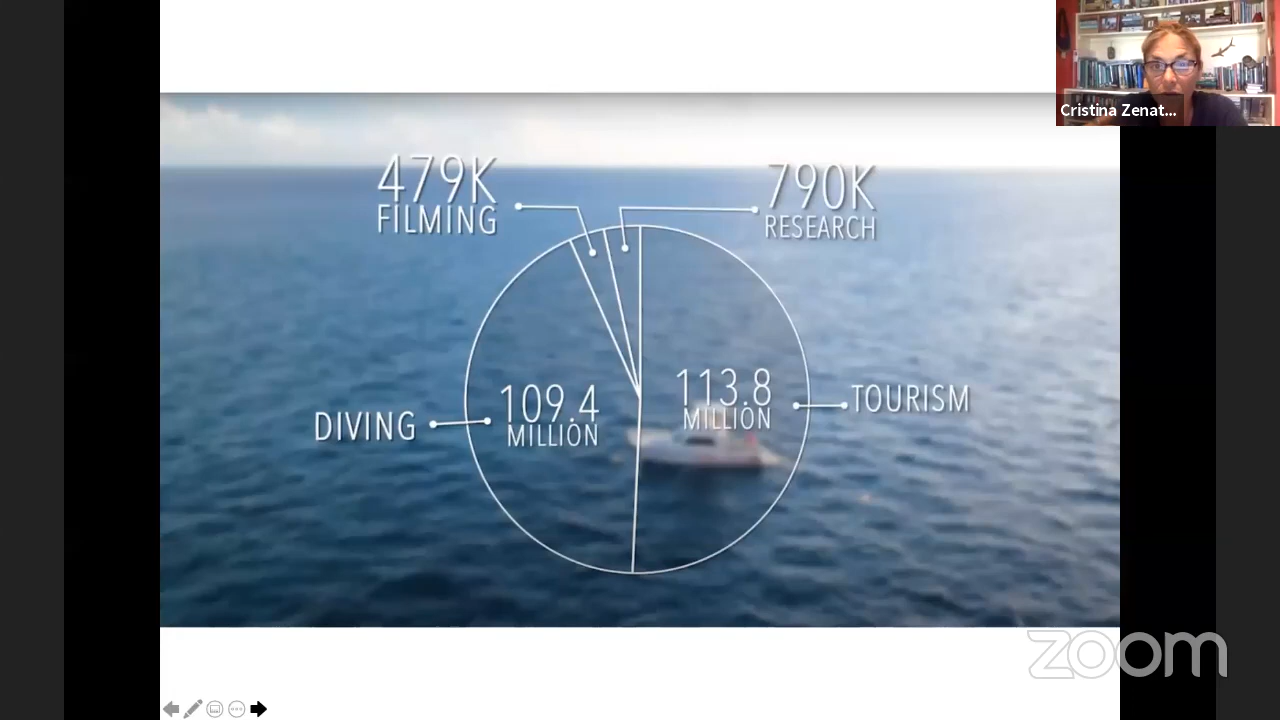 Cristina Zenat...
479K
FILMING
790K
RESEARCH
109.4
MILLION
113.8
MILLION
DIVING
TOURISM
zoom